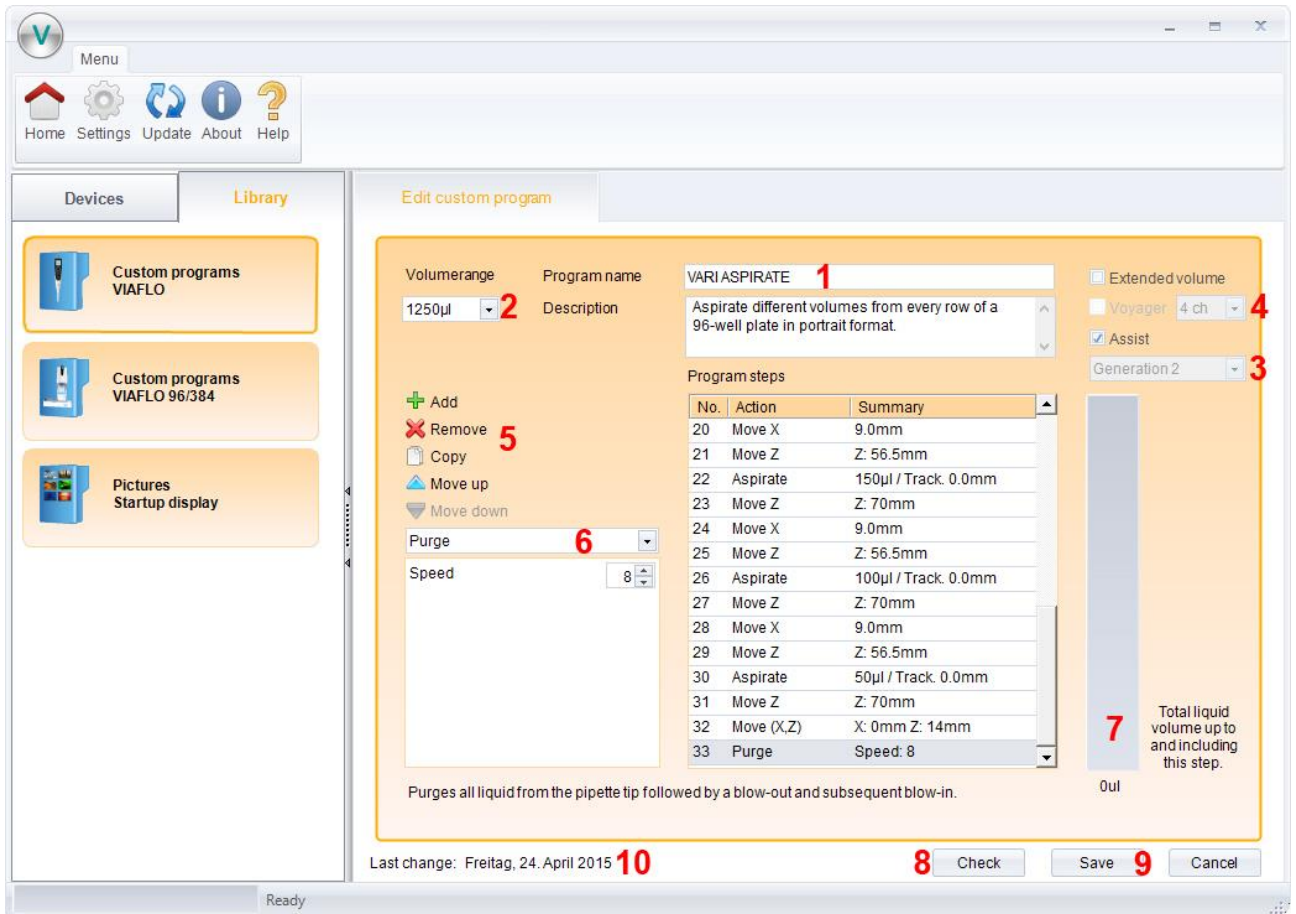 V
Menu
Home Settings Update About Help
Devices
Library
Edit custom program
Custom programs
VIAFLO
Custom programs
VIAFLO 96/384
Pictures
Startup display
Volumerange
1250µl
2
Program name
VARI ASPIRATE
1
Description
Aspirate different volumes from every row of a
96-well plate in portrait format.
Extended volume
Voyager 4 ch
4
Assist
Generation 2
3
Add
Remove
5
Copy
Move up
Move down
Purge
6
Speed 8
Program steps
No. Action Summary
20 Move X 9.0mm
21 Move Z Z: 56.5mm
22 Aspirate 150µl / Track. 0.0mm
23 Move Z Z: 70mm
24 Move X 9.0mm
25 Move Z Z: 56.5mm
26 Aspirate 100µl / Track. 0.0mm
27 Move Z Z: 70mm
28 Move X 9.0mm
29 Move Z Z: 56.5mm
30 Aspirate 50µl / Track. 0.0mm
31 Move Z Z: 70mm
32 Move (X,Z) X: 0mm Z: 14mm
33 Purge Speed: 8
7
Total liquid
volume up to
and including
this step.
0ul
Purges all liquid from the pipette tip followed by a blow-out and subsequent blow-in.
Last change: Freitag, 24. April 2015
10
8
Check
Save
9
Cancel
Ready